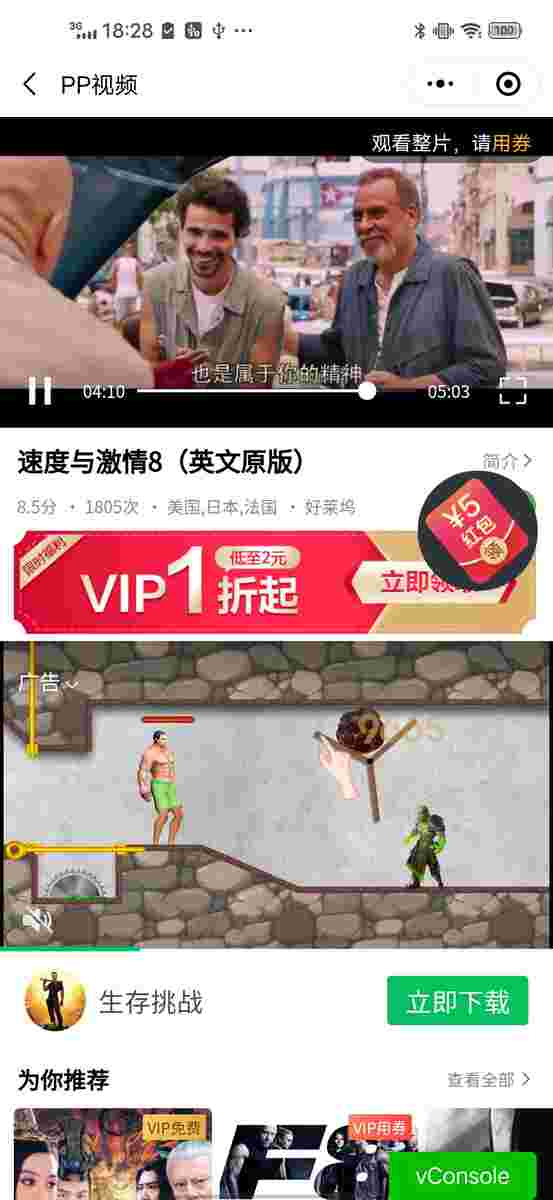 3G 18:28 100
PP视频
观看整片，请用券
也是属于你的精神
04:10 05:03
速度与激情8（英文原版）
简介
8.5分 · 1805次 · 美国,日本,法国 · 好莱坞
¥5
红包
领
限时福利
VIP1折起
低至2元
立即领
广告
生存挑战
立即下载
为你推荐
查看全部
VIP免费
VIP用券
F8
vConsole